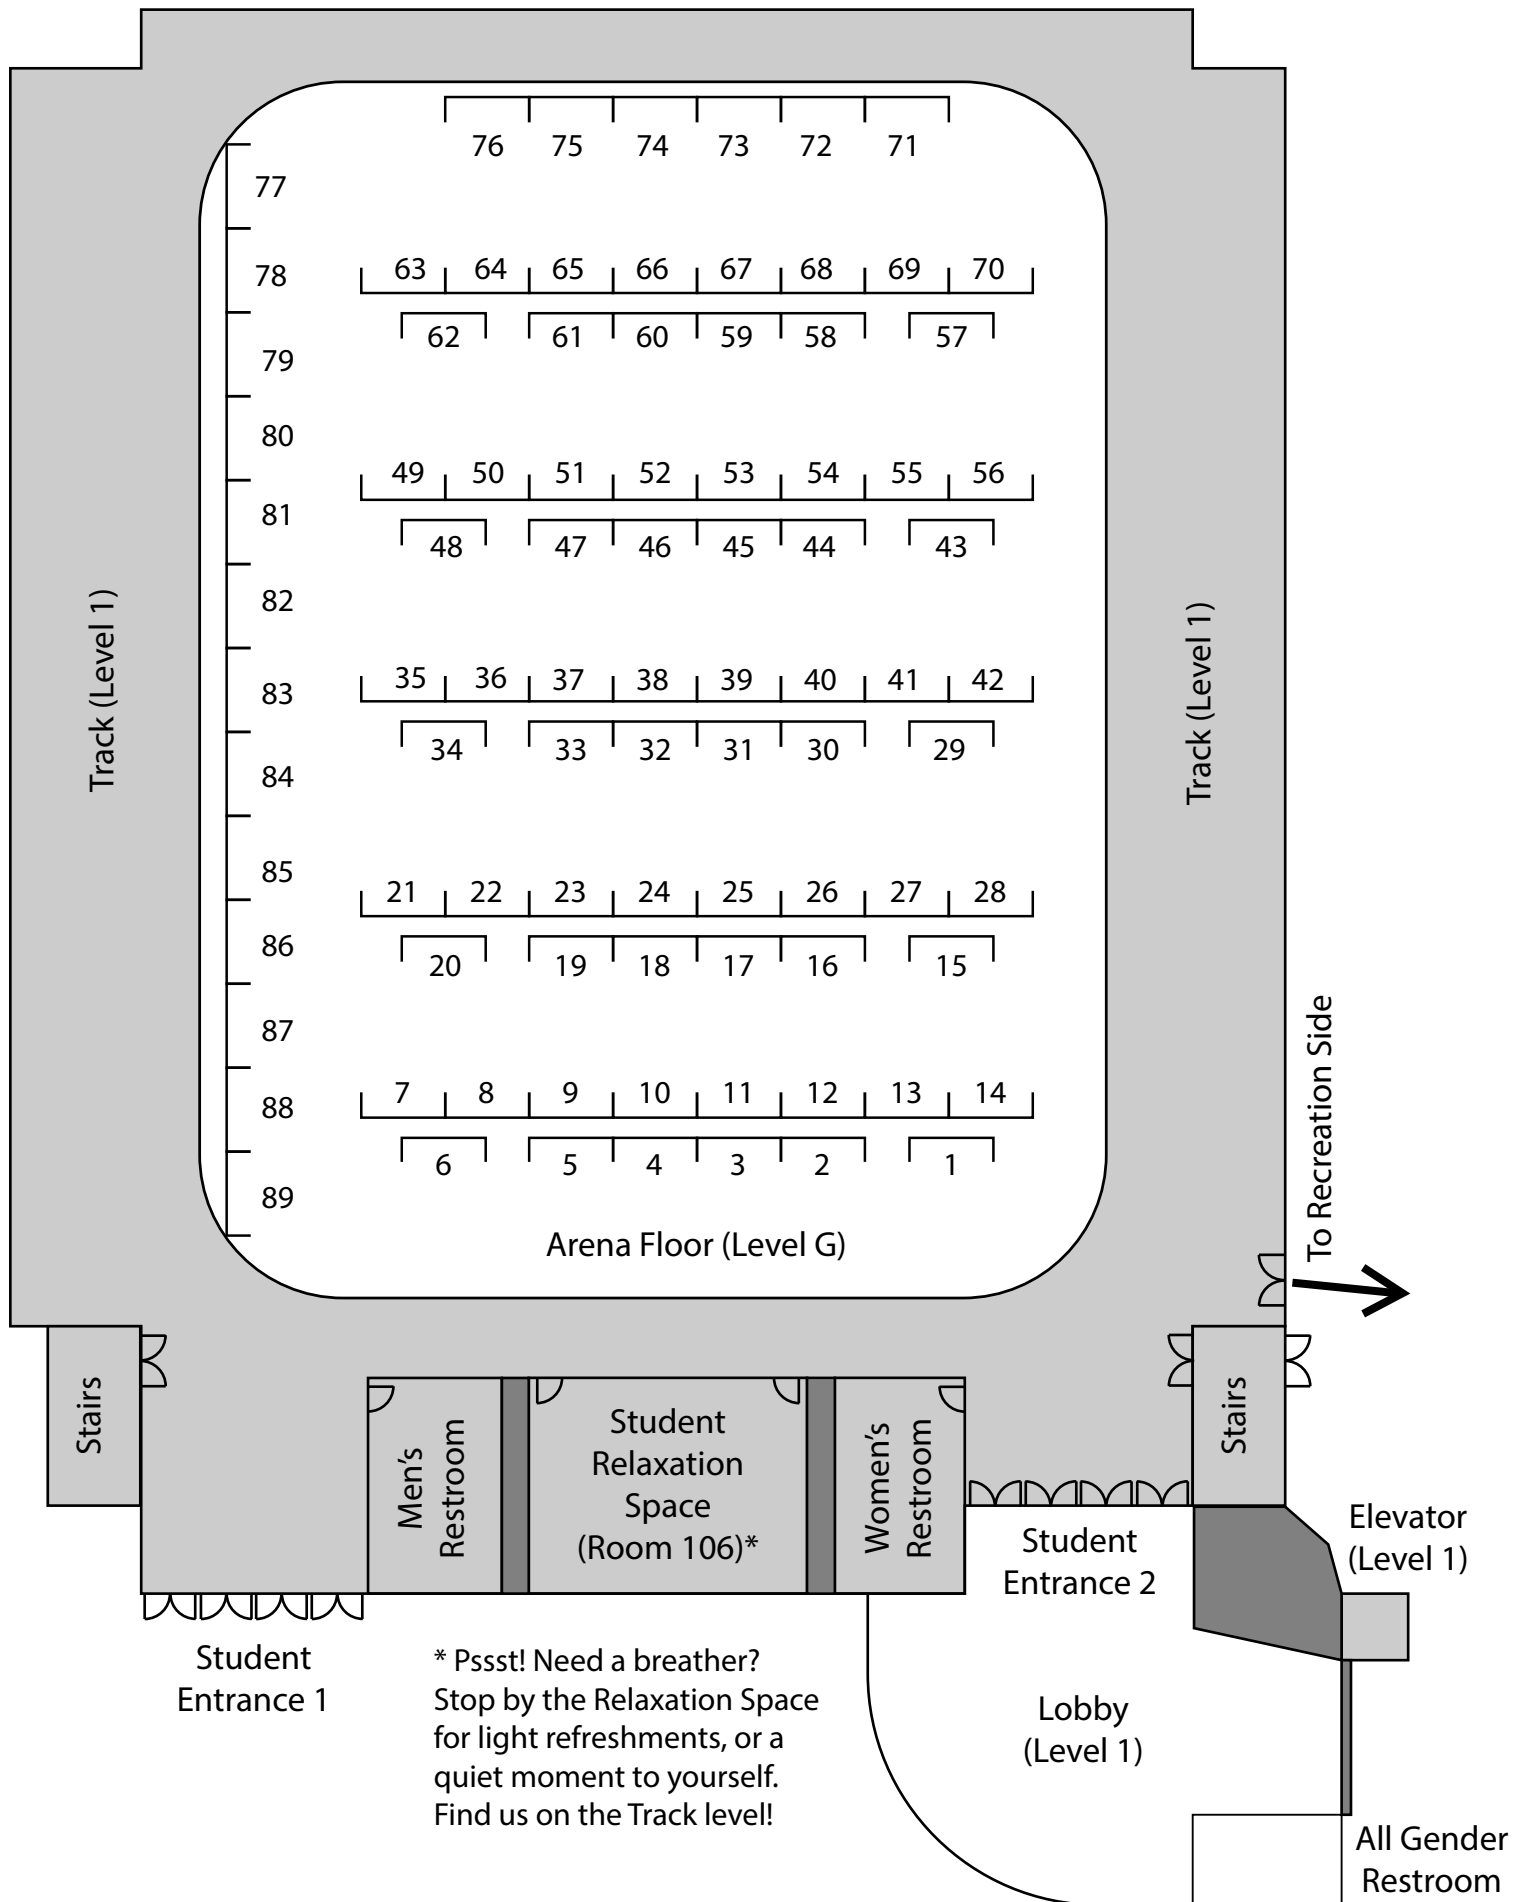 76 75 74 73 72 71
77
63 64 65 66 67 68 69 70
78
62 61 60 59 58 57
79
80
49 50 51 52 53 54 55 56
81
48 47 46 45 44 43
82
Track (Level 1)
Track (Level 1)
35 36 37 38 39 40 41 42
83
34 33 32 31 30 29
84
85
21 22 23 24 25 26 27 28
86
20 19 18 17 16 15
87
7 8 9 10 11 12 13 14
88
6 5 4 3 2 1
89
Arena Floor (Level G)
To Recreation Side
Stairs
Men's
Restroom
Student
Relaxation
Space
(Room 106)*
Women's
Restroom
Stairs
Student
Entrance 2
Elevator
(Level 1)
Student
Entrance 1
* Pssst! Need a breather?
Stop by the Relaxation Space
for light refreshments, or a
quiet moment to yourself.
Find us on the Track level!
Lobby
(Level 1)
All Gender
Restroom